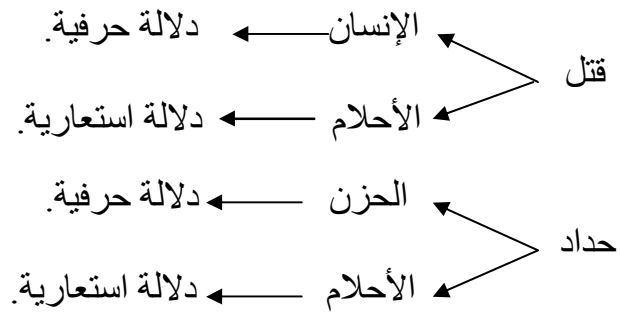 الإنسان دلالة حرفية.
قتل
الأحلام دلالة استعارية.
الحزن دلالة حرفية.
حداد
الأحلام دلالة استعارية.